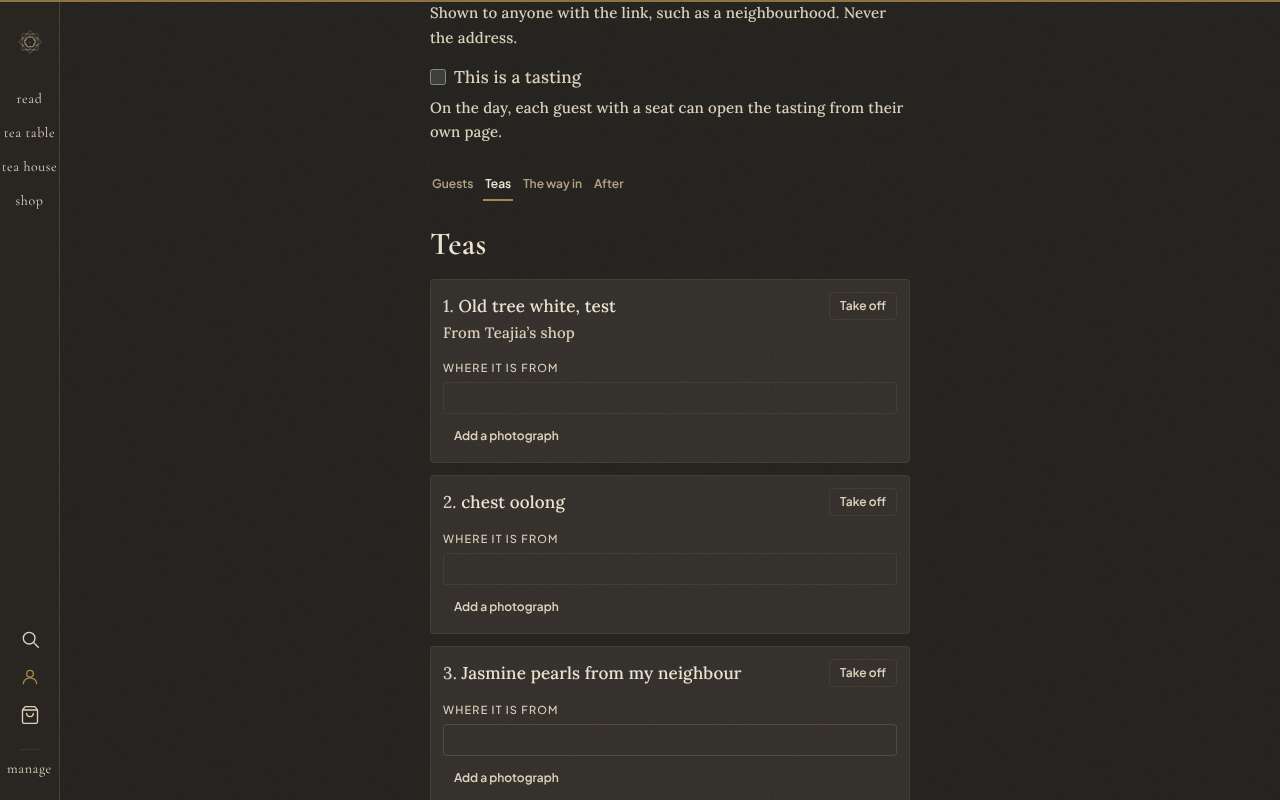 Shown to anyone with the link, such as a neighbourhood. Never
the address.
This is a tasting
On the day, each guest with a seat can open the tasting from their
own page.
read
tea table
tea house
shop
Guests
Teas
The way in
After
Teas
1. Old tree white, test
Take off
From Teajia’s shop
WHERE IT IS FROM
Add a photograph
2. chest oolong
Take off
WHERE IT IS FROM
Add a photograph
3. Jasmine pearls from my neighbour
Take off
WHERE IT IS FROM
Add a photograph
manage